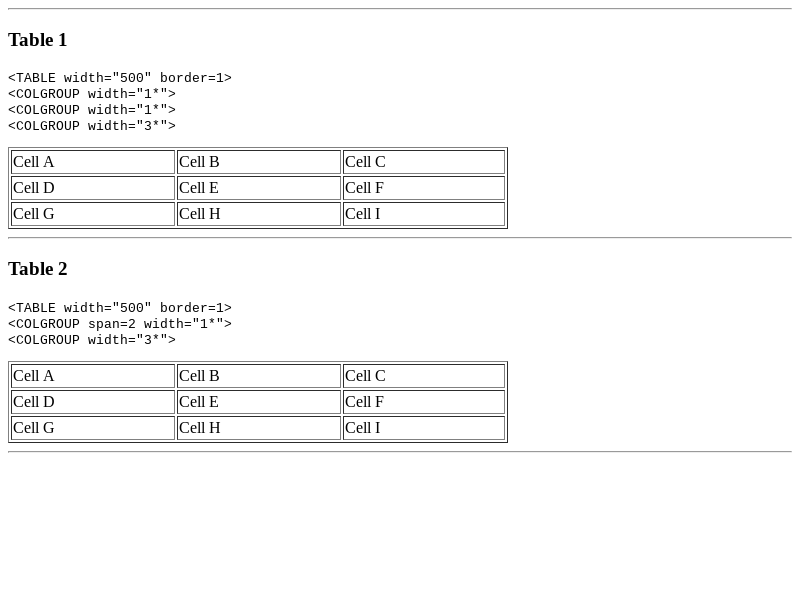 Table 1
<TABLE width="500" border=1>
<COLGROUP width="1*">
<COLGROUP width="1*">
<COLGROUP width="3*">
Cell A Cell B Cell C
Cell D Cell E Cell F
Cell G Cell H Cell I
Table 2
<TABLE width="500" border=1>
<COLGROUP span=2 width="1*">
<COLGROUP width="3*">
Cell A Cell B Cell C
Cell D Cell E Cell F
Cell G Cell H Cell I